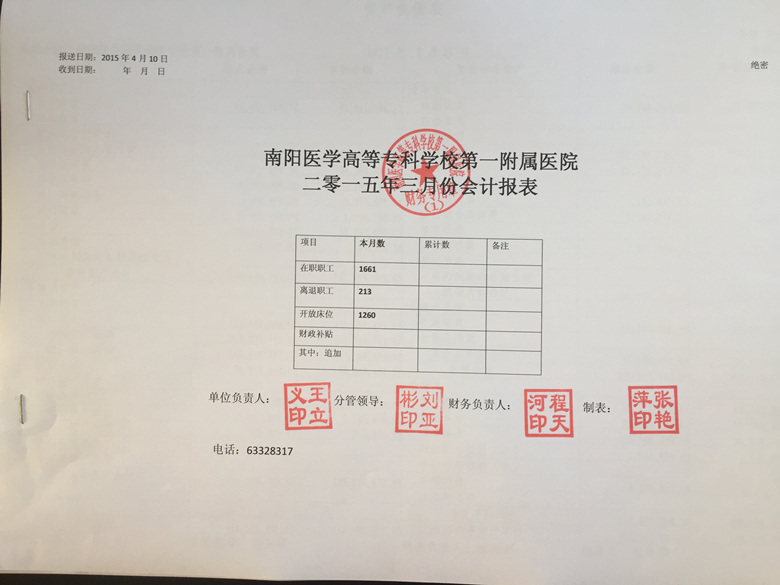 报送日期：2015 年 4 月 10 日
收到日期： 年 月 日
绝密
南阳医学高等专科学校第一附属医院
二零一五年三月份会计报表
财务专用章
（1）
项目 本月数 累计数 备注
在职职工 1661
离退职工 213
开放床位 1260
财政补贴
其中：追加
单位负责人： 王立义印 分管领导： 刘亚彬印 财务负责人： 程天河印 制表： 张艳萍印
电话：63328317